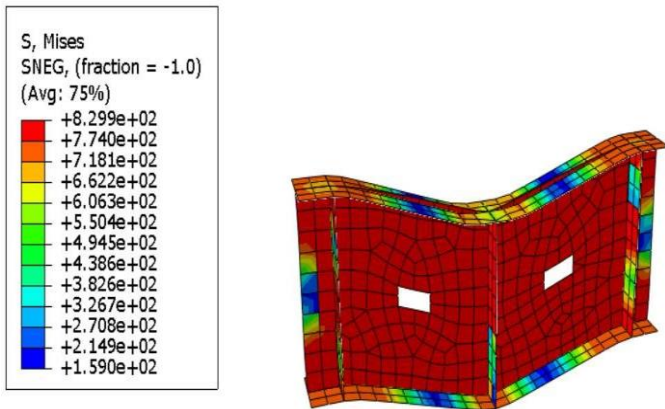 S, Mises
SNEG, (fraction = -1.0)
(Avg: 75%)
+8.299e+02
+7.740e+02
+7.181e+02
+6.622e+02
+6.063e+02
+5.504e+02
+4.945e+02
+4.386e+02
+3.826e+02
+3.267e+02
+2.708e+02
+2.149e+02
+1.590e+02